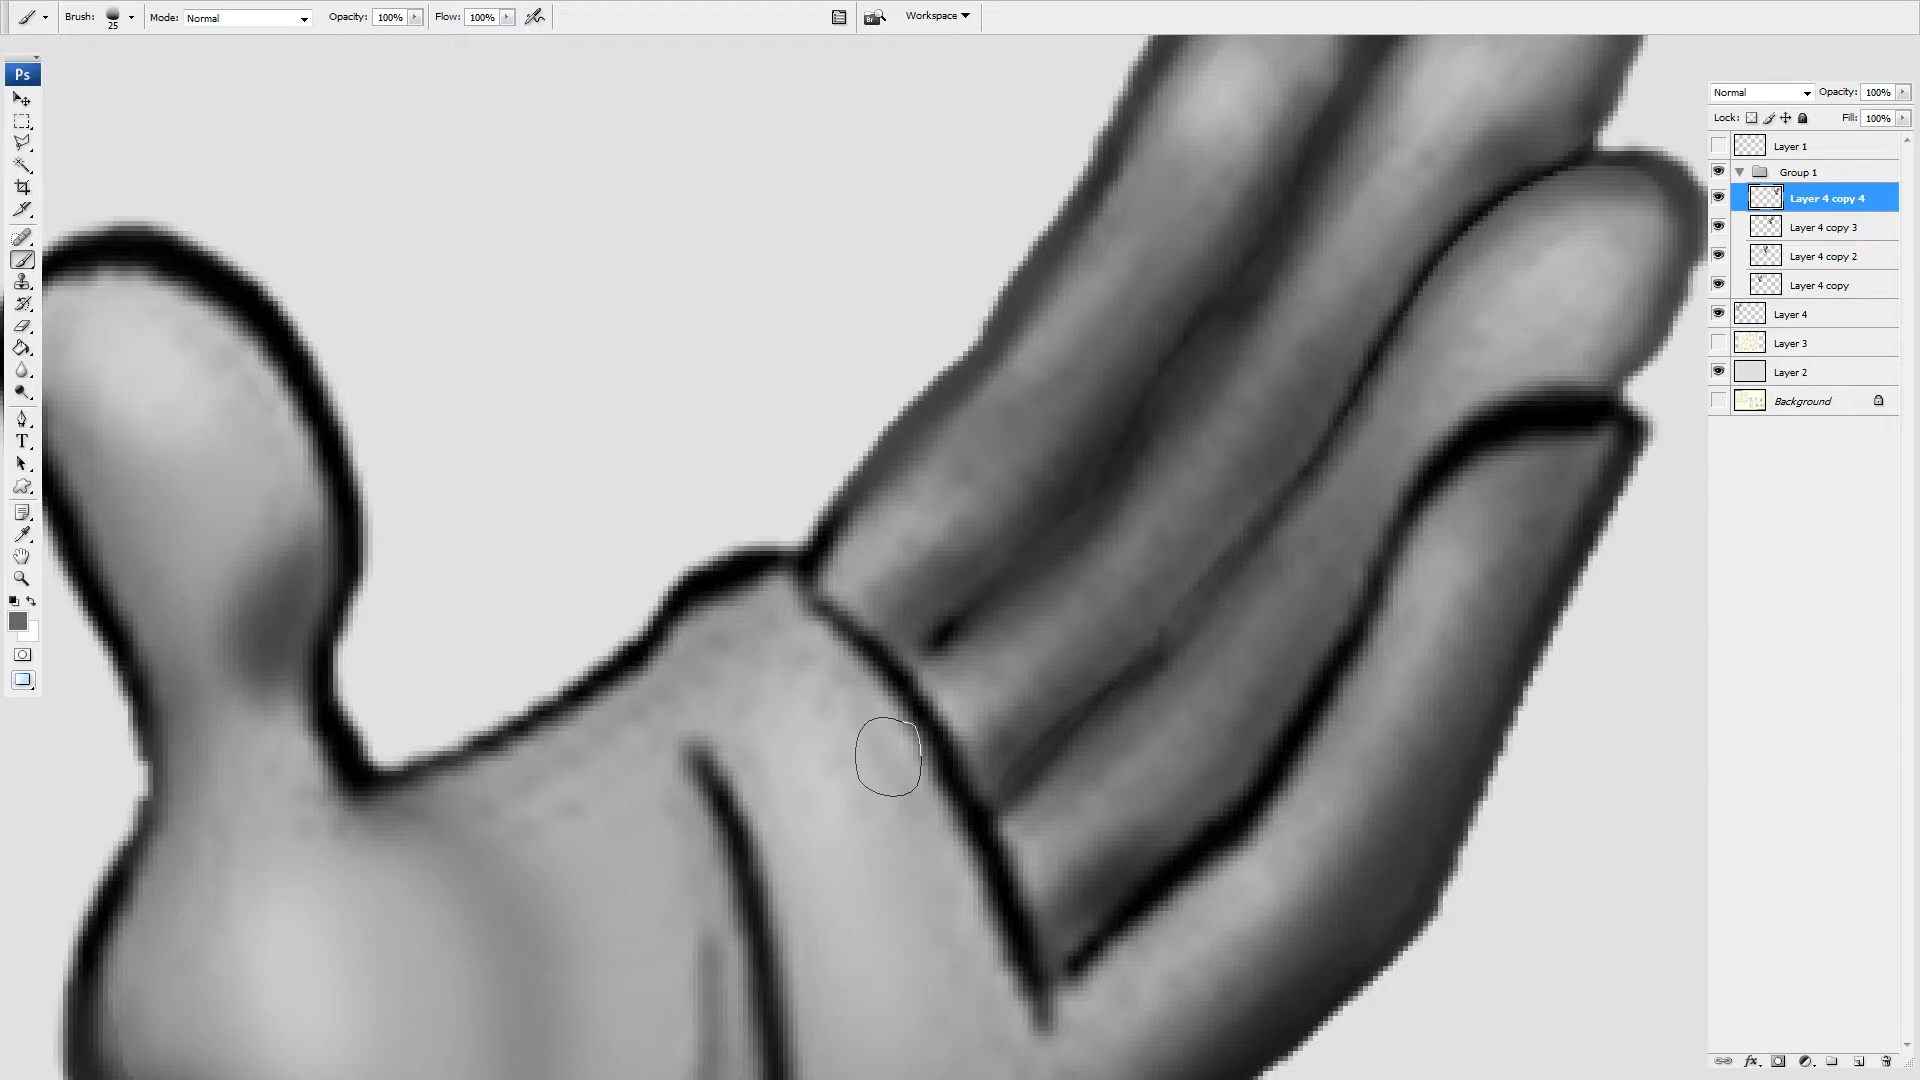 Brush: 25 Mode: Normal Opacity: 100% Flow: 100% Br Workspace
Ps
Normal Opacity: 100%
Lock: Fill: 100%
Layer 1
Group 1
Layer 4 copy 4
Layer 4 copy 3
Layer 4 copy 2
Layer 4 copy
Layer 4
Layer 3
Layer 2
Background
T
fx